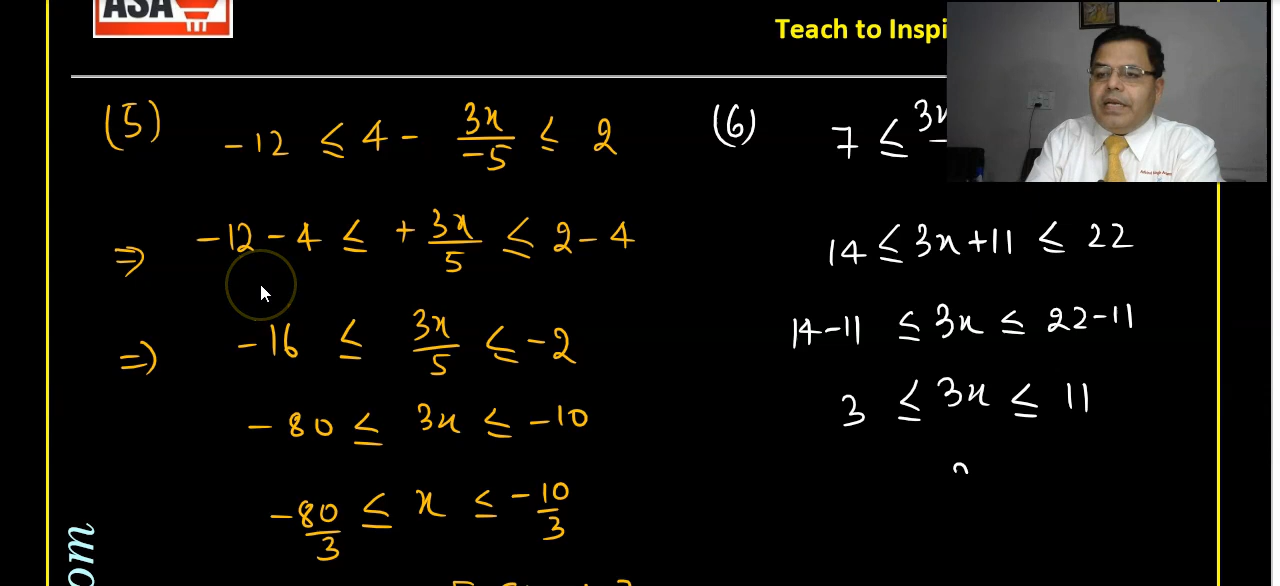 ASA
Teach to Inspi
(5) -12 ≤ 4 - 3x/-5 ≤ 2
⇒ -12 - 4 ≤ + 3x/5 ≤ 2 - 4
⇒ -16 ≤ 3x/5 ≤ -2
-80 ≤ 3x ≤ -10
-80/3 ≤ x ≤ -10/3
(6) 7 ≤ 3x
14 ≤ 3x + 11 ≤ 22
14-11 ≤ 3x ≤ 22-11
3 ≤ 3x ≤ 11
om